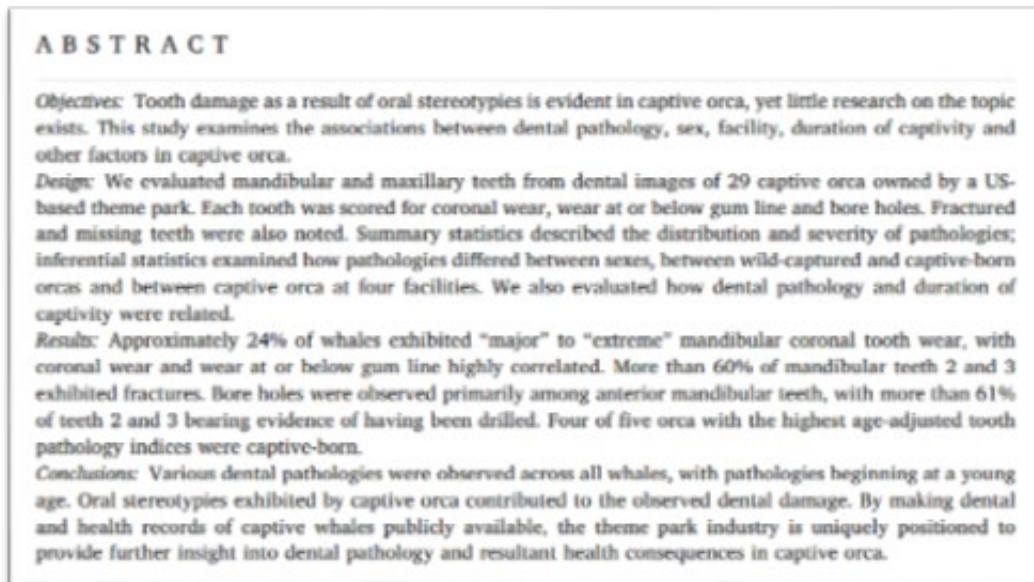 ABSTRACT
Objectives: Tooth damage as a result of oral stereotypies is evident in captive orca, yet little research on the topic
exists. This study examines the associations between dental pathology, sex, facility, duration of captivity and
other factors in captive orca.
Design: We evaluated mandibular and maxillary teeth from dental images of 29 captive orca owned by a US-
based theme park. Each tooth was scored for coronal wear, wear at or below gum line and bore holes. Fractured
and missing teeth were also noted. Summary statistics described the distribution and severity of pathologies;
inferential statistics examined how pathologies differed between sexes, between wild-captured and captive-born
orcas and between captive orca at four facilities. We also evaluated how dental pathology and duration of
captivity were related.
Results: Approximately 24% of whales exhibited “major” to “extreme” mandibular coronal tooth wear, with
coronal wear and wear at or below gum line highly correlated. More than 60% of mandibular teeth 2 and 3
exhibited fractures. Bore holes were observed primarily among anterior mandibular teeth, with more than 61%
of teeth 2 and 3 bearing evidence of having been drilled. Four of five orca with the highest age-adjusted tooth
pathology indices were captive-born.
Conclusions: Various dental pathologies were observed across all whales, with pathologies beginning at a young
age. Oral stereotypies exhibited by captive orca contributed to the observed dental damage. By making dental
and health records of captive whales publicly available, the theme park industry is uniquely positioned to
provide further insight into dental pathology and resultant health consequences in captive orca.